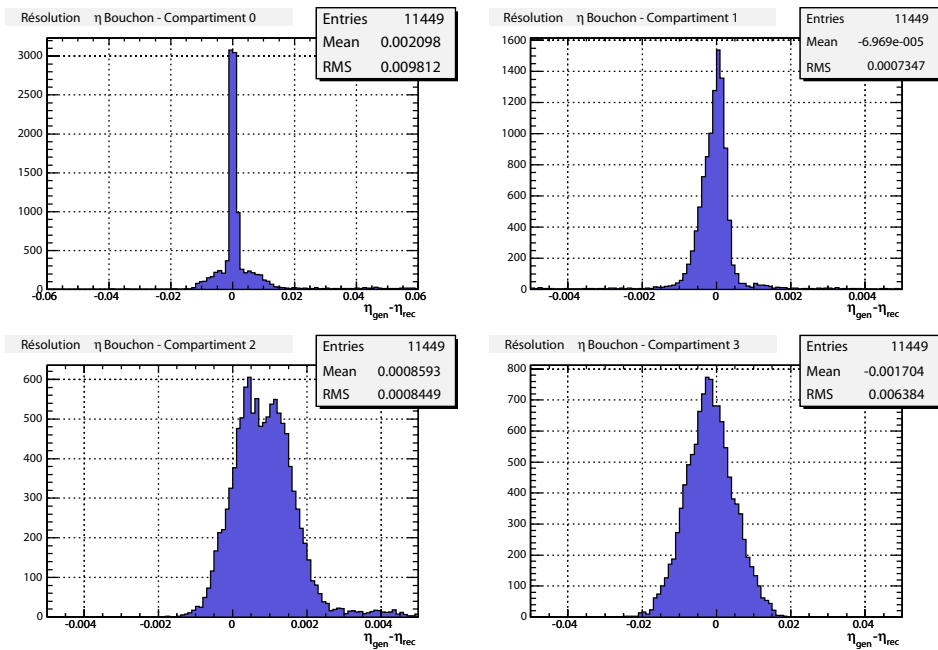 Résolution η Bouchon - Compartiment 0
Entries 11449
Mean 0.002098
RMS 0.009812
3000
2500
2000
1500
1000
500
0
-0.06 -0.04 -0.02 0 0.02 0.04 0.06
ηgen-ηrec
Résolution η Bouchon - Compartiment 1
Entries 11449
Mean -6.969e-005
RMS 0.0007347
1600
1400
1200
1000
800
600
400
200
0
-0.004 -0.002 0 0.002 0.004
ηgen-ηrec
Résolution η Bouchon - Compartiment 2
Entries 11449
Mean 0.0008593
RMS 0.0008449
600
500
400
300
200
100
0
-0.004 -0.002 0 0.002 0.004
ηgen-ηrec
Résolution η Bouchon - Compartiment 3
Entries 11449
Mean -0.001704
RMS 0.006384
800
700
600
500
400
300
200
100
0
-0.04 -0.02 0 0.02 0.04
ηgen-ηrec